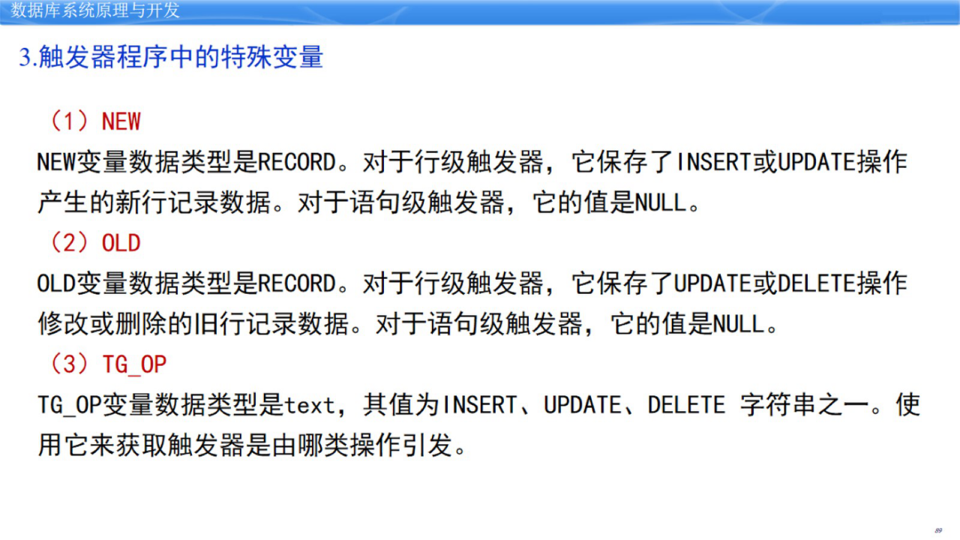 数据库系统原理与开发
3.触发器程序中的特殊变量
（1）NEW
NEW变量数据类型是RECORD。对于行级触发器，它保存了INSERT或UPDATE操作
产生的新行记录数据。对于语句级触发器，它的值是NULL。
（2）OLD
OLD变量数据类型是RECORD。对于行级触发器，它保存了UPDATE或DELETE操作
修改或删除的旧行记录数据。对于语句级触发器，它的值是NULL。
（3）TG_OP
TG_OP变量数据类型是text，其值为INSERT、UPDATE、DELETE 字符串之一。使
用它来获取触发器是由哪类操作引发。
89